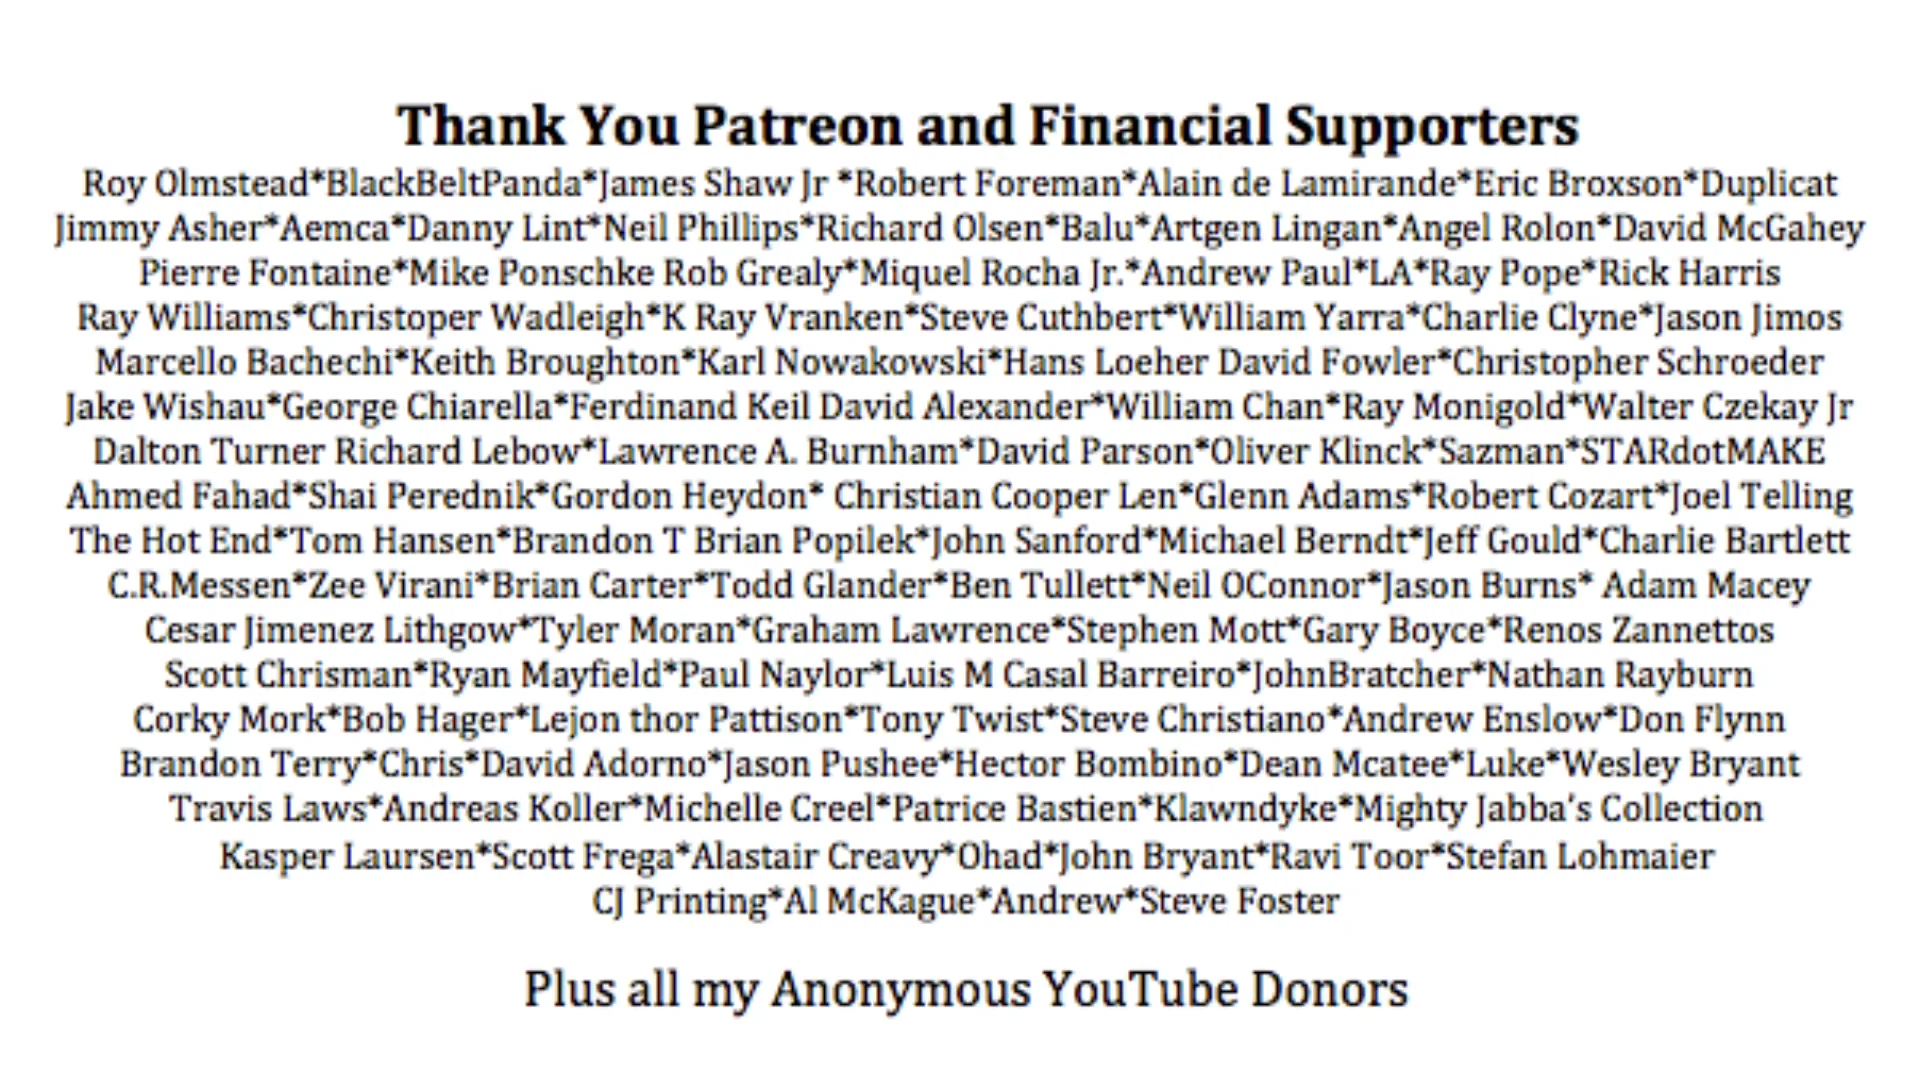 Thank You Patreon and Financial Supporters
Roy Olmstead*BlackBeltPanda*James Shaw Jr *Robert Foreman*Alain de Lamirande*Eric Broxson*Duplicat
Jimmy Asher*Aemca*Danny Lint*Neil Phillips*Richard Olsen*Balu*Artgen Lingan*Angel Rolon*David McGahey
Pierre Fontaine*Mike Ponschke Rob Grealy*Miquel Rocha Jr.*Andrew Paul*LA*Ray Pope*Rick Harris
Ray Williams*Christoper Wadleigh*K Ray Vranken*Steve Cuthbert*William Yarra*Charlie Clyne*Jason Jimos
Marcello Bachechi*Keith Broughton*Karl Nowakowski*Hans Loeher David Fowler*Christopher Schroeder
Jake Wishau*George Chiarella*Ferdinand Keil David Alexander*William Chan*Ray Monigold*Walter Czekay Jr
Dalton Turner Richard Lebow*Lawrence A. Burnham*David Parson*Oliver Klinck*Sazman*STARdotMAKE
Ahmed Fahad*Shai Perednik*Gordon Heydon* Christian Cooper Len*Glenn Adams*Robert Cozart*Joel Telling
The Hot End*Tom Hansen*Brandon T Brian Popilek*John Sanford*Michael Berndt*Jeff Gould*Charlie Bartlett
C.R.Messen*Zee Virani*Brian Carter*Todd Glander*Ben Tullett*Neil OConnor*Jason Burns* Adam Macey
Cesar Jimenez Lithgow*Tyler Moran*Graham Lawrence*Stephen Mott*Gary Boyce*Renos Zannettos
Scott Chrisman*Ryan Mayfield*Paul Naylor*Luis M Casal Barreiro*JohnBratcher*Nathan Rayburn
Corky Mork*Bob Hager*Lejon thor Pattison*Tony Twist*Steve Christiano*Andrew Enslow*Don Flynn
Brandon Terry*Chris*David Adorno*Jason Pushee*Hector Bombino*Dean Mcatee*Luke*Wesley Bryant
Travis Laws*Andreas Koller*Michelle Creel*Patrice Bastien*Klawndyke*Mighty Jabba's Collection
Kasper Laursen*Scott Frega*Alastair Creavy*Ohad*John Bryant*Ravi Toor*Stefan Lohmaier
CJ Printing*Al McKague*Andrew*Steve Foster
Plus all my Anonymous YouTube Donors